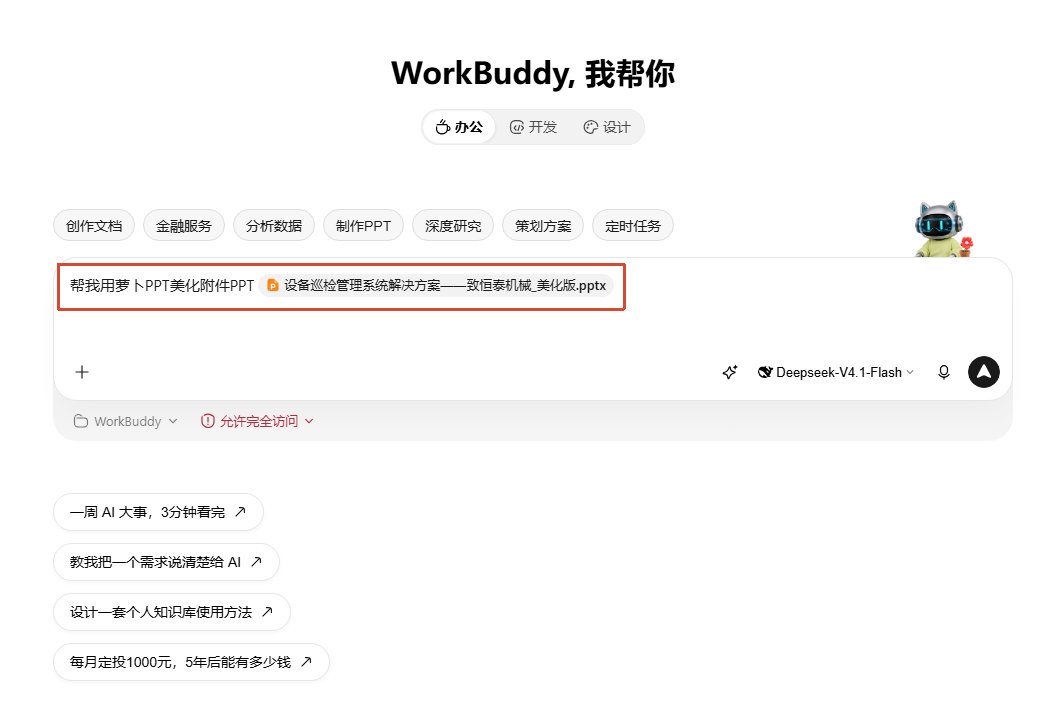 WorkBuddy, 我帮你
办公 开发 设计
创作文档 金融服务 分析数据 制作PPT 深度研究 策划方案 定时任务
帮我用萝卜PPT美化附件PPT P 设备巡检管理系统解决方案——致恒泰机械_美化版.pptx
Deepseek-V4.1-Flash
WorkBuddy 允许完全访问
一周 AI 大事，3分钟看完
教我把一个需求说清楚给 AI
设计一套个人知识库使用方法
每月定投1000元，5年后能有多少钱